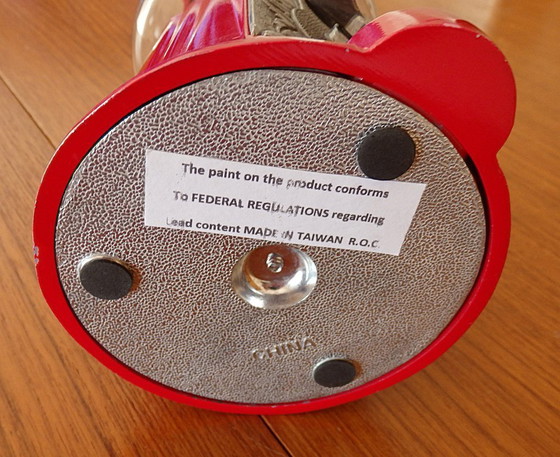 The paint on the product conforms
To FEDERAL REGULATIONS regarding
Lead content MADE IN TAIWAN R.O.C.
CHINA